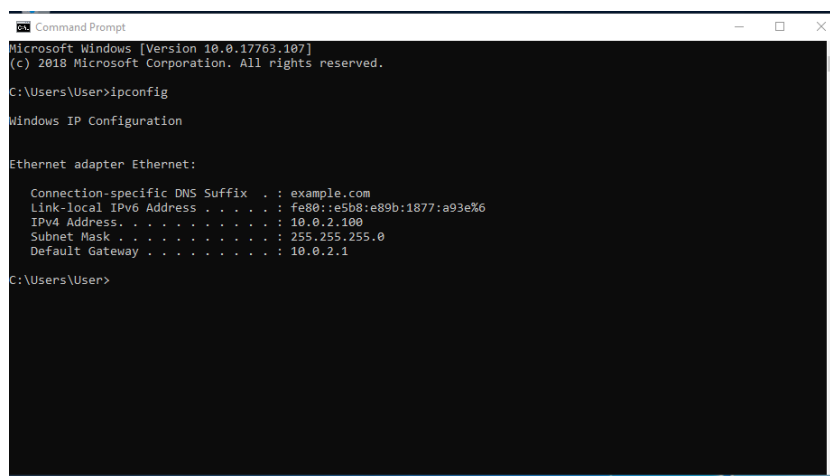 Command Prompt
Microsoft Windows [Version 10.0.17763.107]
(c) 2018 Microsoft Corporation. All rights reserved.
C:\Users\User>ipconfig
Windows IP Configuration
Ethernet adapter Ethernet:
Connection-specific DNS Suffix  . : example.com
Link-local IPv6 Address . . . . . : fe80::e5b8:e89b:1877:a93e%6
IPv4 Address. . . . . . . . . . . : 10.0.2.100
Subnet Mask . . . . . . . . . . . : 255.255.255.0
Default Gateway . . . . . . . . . : 10.0.2.1
C:\Users\User>